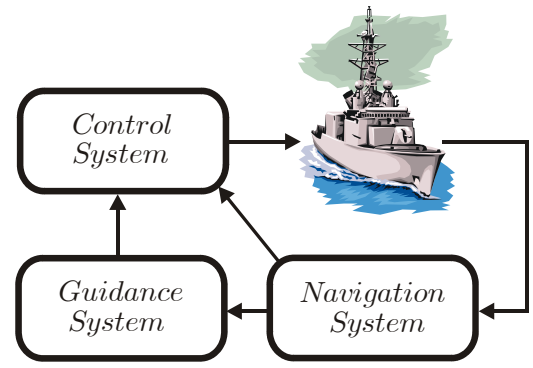 Control
System
Guidance
System
Navigation
System